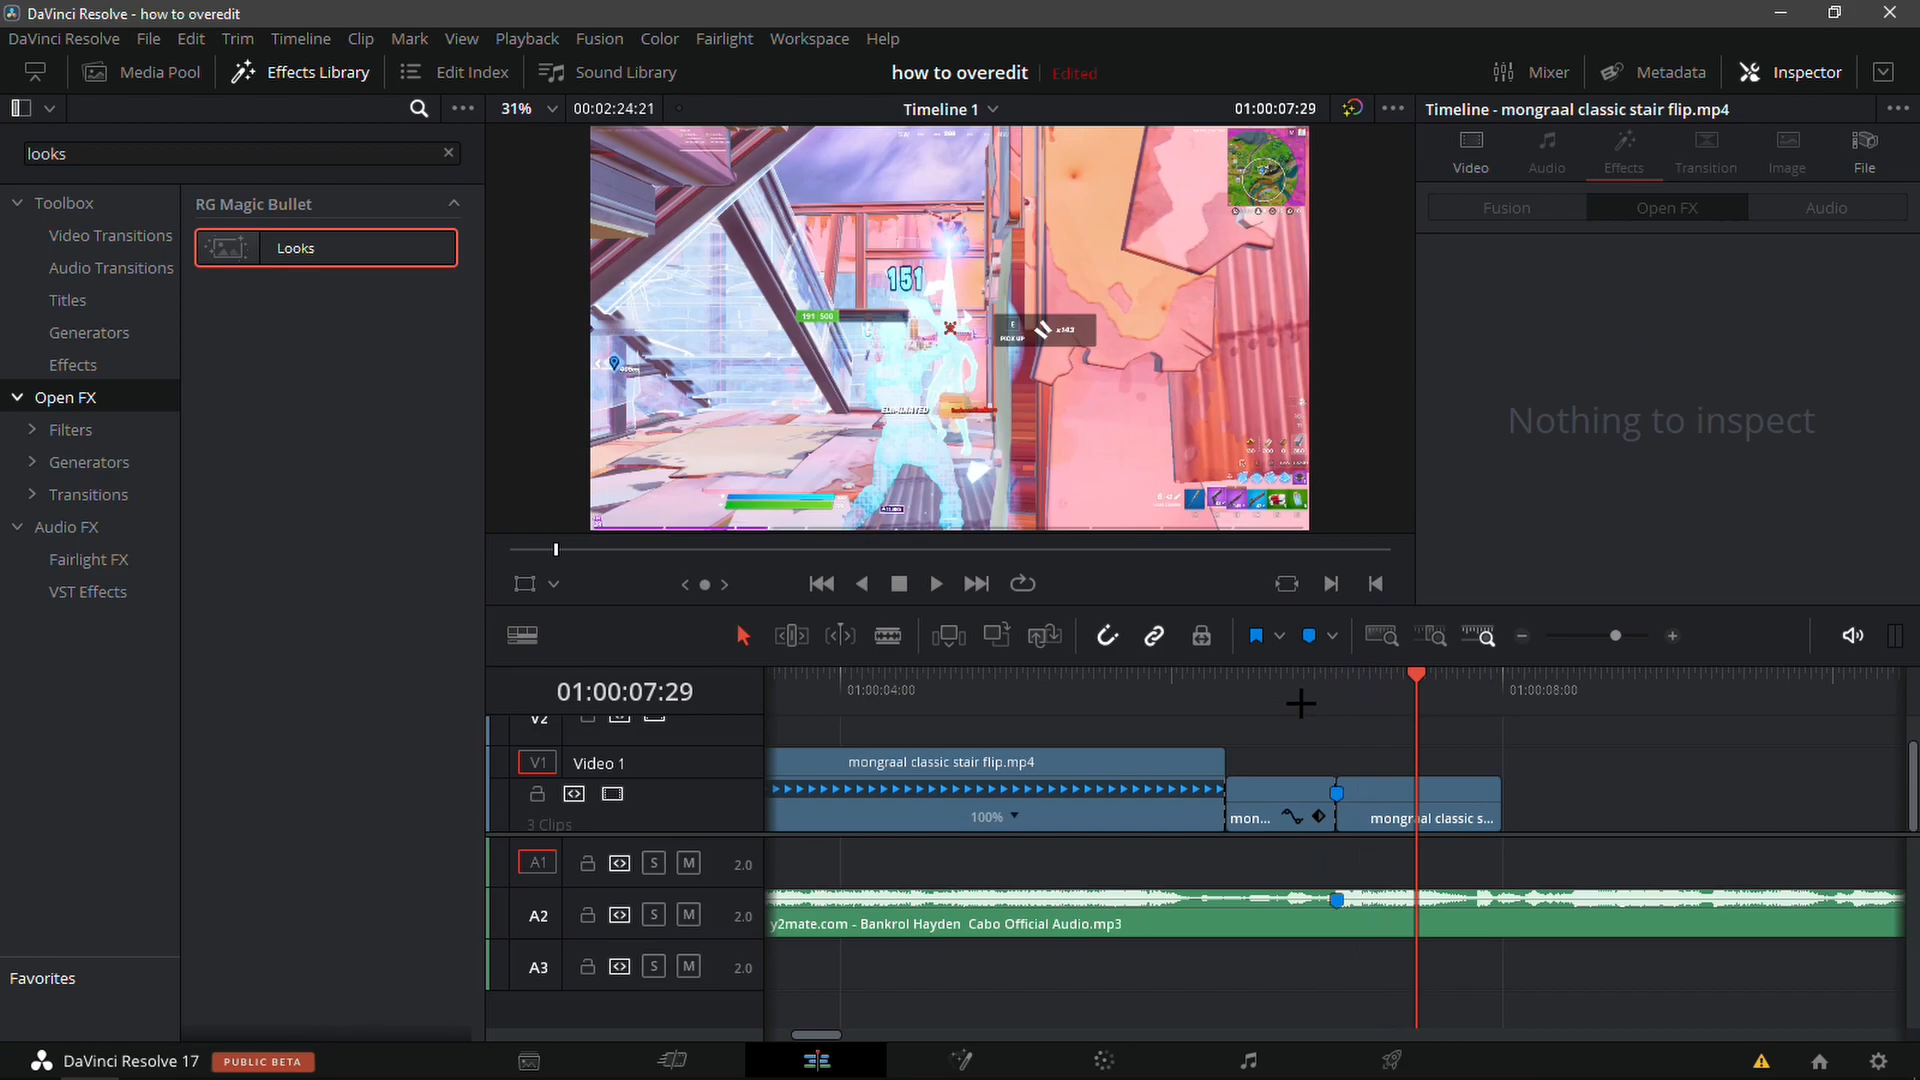 DaVinci Resolve - how to overedit
DaVinci Resolve File Edit Trim Timeline Clip Mark View Playback Fusion Color Fairlight Workspace Help
Media Pool Effects Library Edit Index Sound Library how to overedit Edited Mixer Metadata Inspector
31% 00:02:24:21 Timeline 1 01:00:07:29 Timeline - mongraal classic stair flip.mp4
looks
Video Audio Effects Transition Image File
Fusion Open FX Audio
Toolbox
Video Transitions
Audio Transitions
Titles
Generators
Effects
Open FX
Filters
Generators
Transitions
Audio FX
Fairlight FX
VST Effects
Favorites
RG Magic Bullet
Looks
151
191 500
E
PICK UP
x143
ELIMINATED
Nothing to inspect
01:00:07:29
01:00:04:00
01:00:08:00
V2
V1 Video 1
3 Clips
mongraal classic stair flip.mp4
100%
mon...
mongraal classic s...
A1 S M 2.0
A2 S M 2.0
y2mate.com - Bankrol Hayden Cabo Official Audio.mp3
A3 S M 2.0
DaVinci Resolve 17 PUBLIC BETA